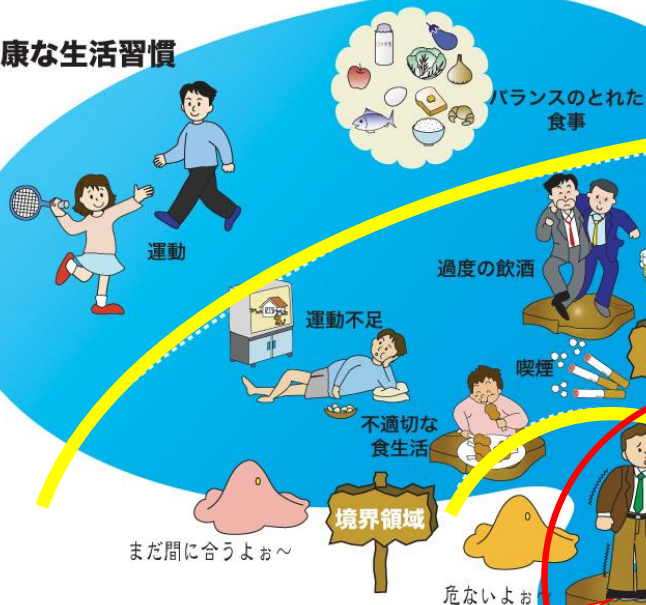 康な生活習慣
バランスのとれた
食事
運動
過度の飲酒
運動不足
喫煙
不適切な
食生活
境界領域
まだ間に合うよぉ～
危ないよぉ～